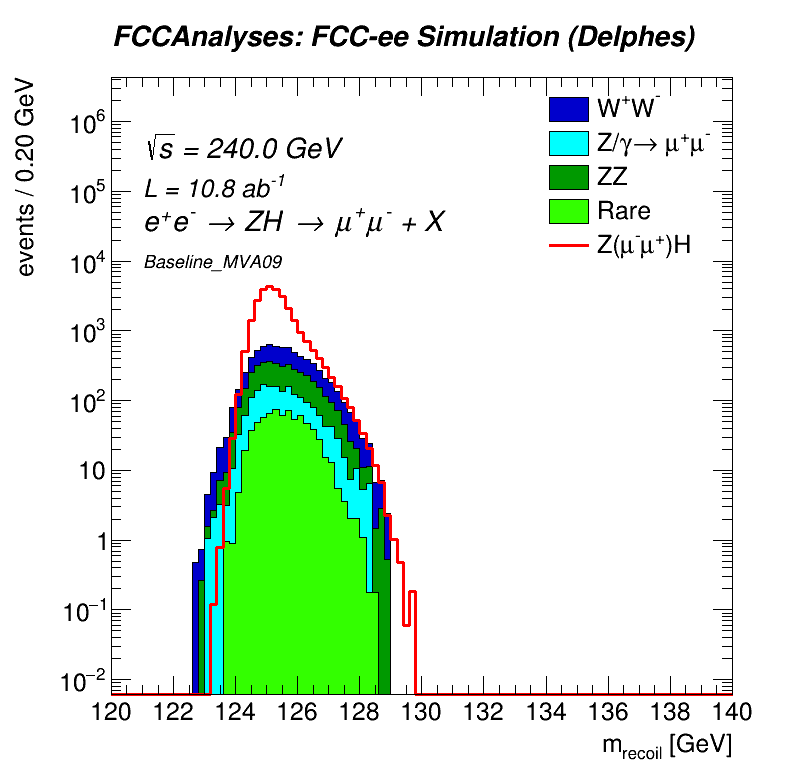 FCCAnalyses: FCC-ee Simulation (Delphes)
events / 0.20 GeV
√s = 240.0 GeV
L = 10.8 ab⁻¹
e⁺e⁻ → ZH → μ⁺μ⁻ + X
Baseline_MVA09
W⁺W⁻
Z/γ→ μ⁺μ⁻
ZZ
Rare
Z(μ⁻μ⁺)H
10⁶
10⁵
10⁴
10³
10²
10
1
10⁻¹
10⁻²
120 122 124 126 128 130 132 134 136 138 140
m_recoil [GeV]